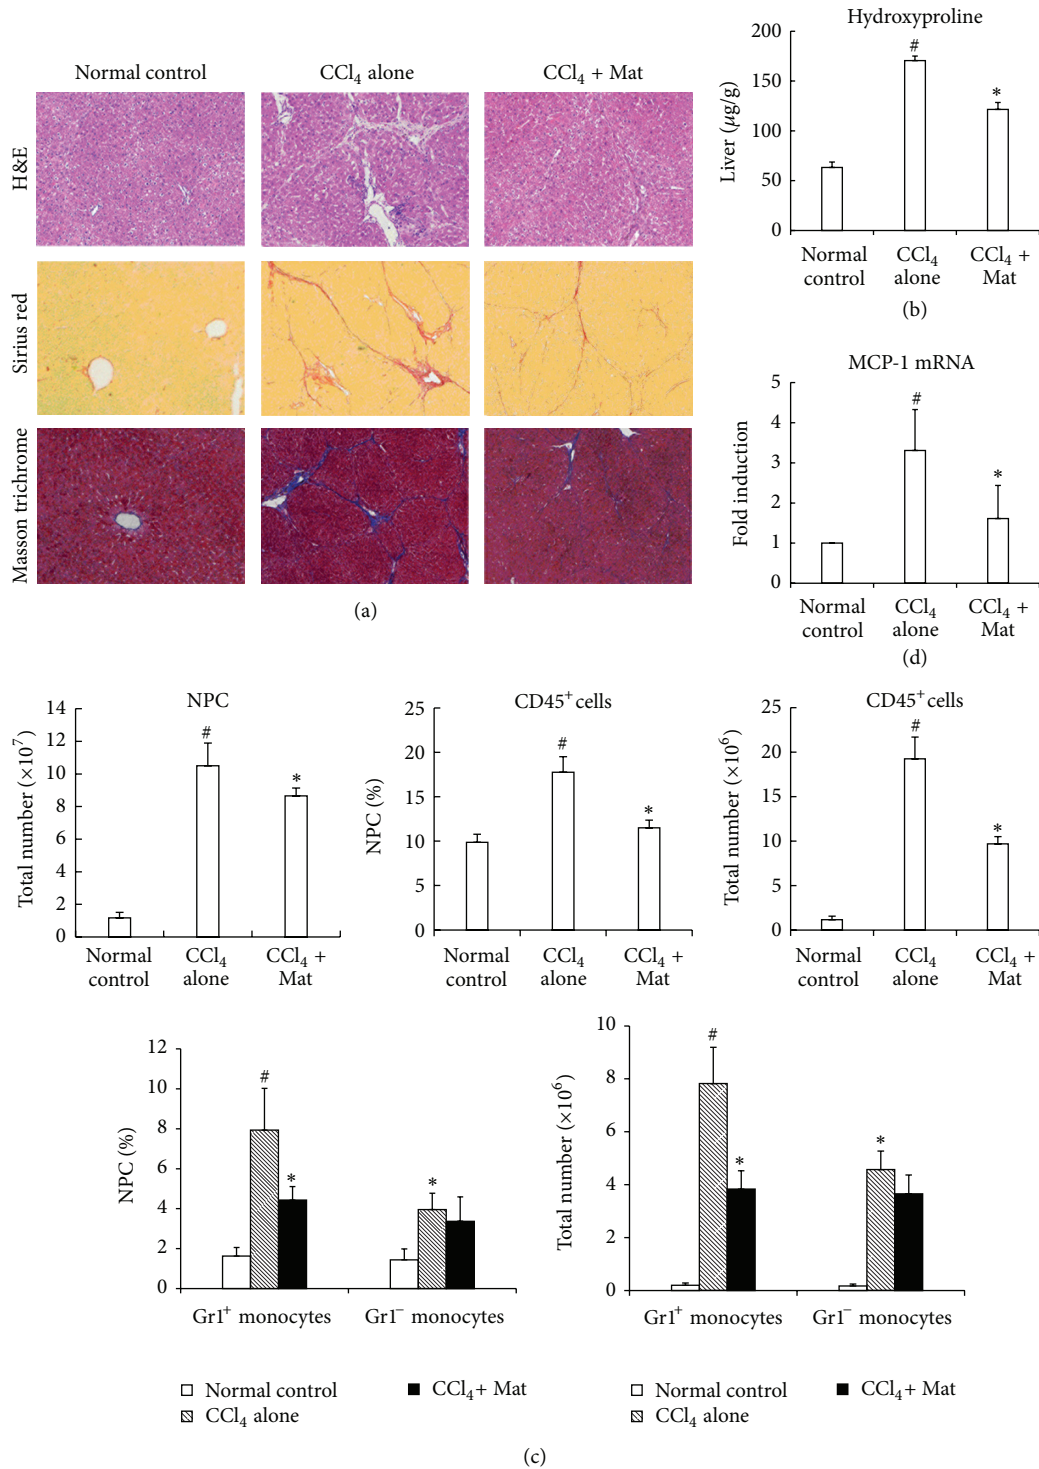 Normal control
CCl4 alone
CCl4 + Mat
H&E
Sirius red
Masson trichrome
(a)
Hydroxyproline
Liver (μg/g)
200
150
100
50
0
#
*
Normal control
CCl4 alone
CCl4 + Mat
(b)
MCP-1 mRNA
Fold induction
5
4
3
2
1
0
#
*
Normal control
CCl4 alone
CCl4 + Mat
(d)
NPC
Total number (×10⁷)
14
12
10
8
6
4
2
0
#
*
Normal control
CCl4 alone
CCl4 + Mat
CD45⁺ cells
NPC (%)
25
20
15
10
5
0
#
*
Normal control
CCl4 alone
CCl4 + Mat
CD45⁺ cells
Total number (×10⁶)
25
20
15
10
5
0
#
*
Normal control
CCl4 alone
CCl4 + Mat
NPC (%)
12
10
8
6
4
2
0
#
*
*
Gr1⁺ monocytes
Gr1⁻ monocytes
Normal control
CCl4 alone
CCl4+ Mat
Total number (×10⁶)
10
8
6
4
2
0
#
*
*
Gr1⁺ monocytes
Gr1⁻ monocytes
Normal control
CCl4 alone
CCl4+ Mat
(c)